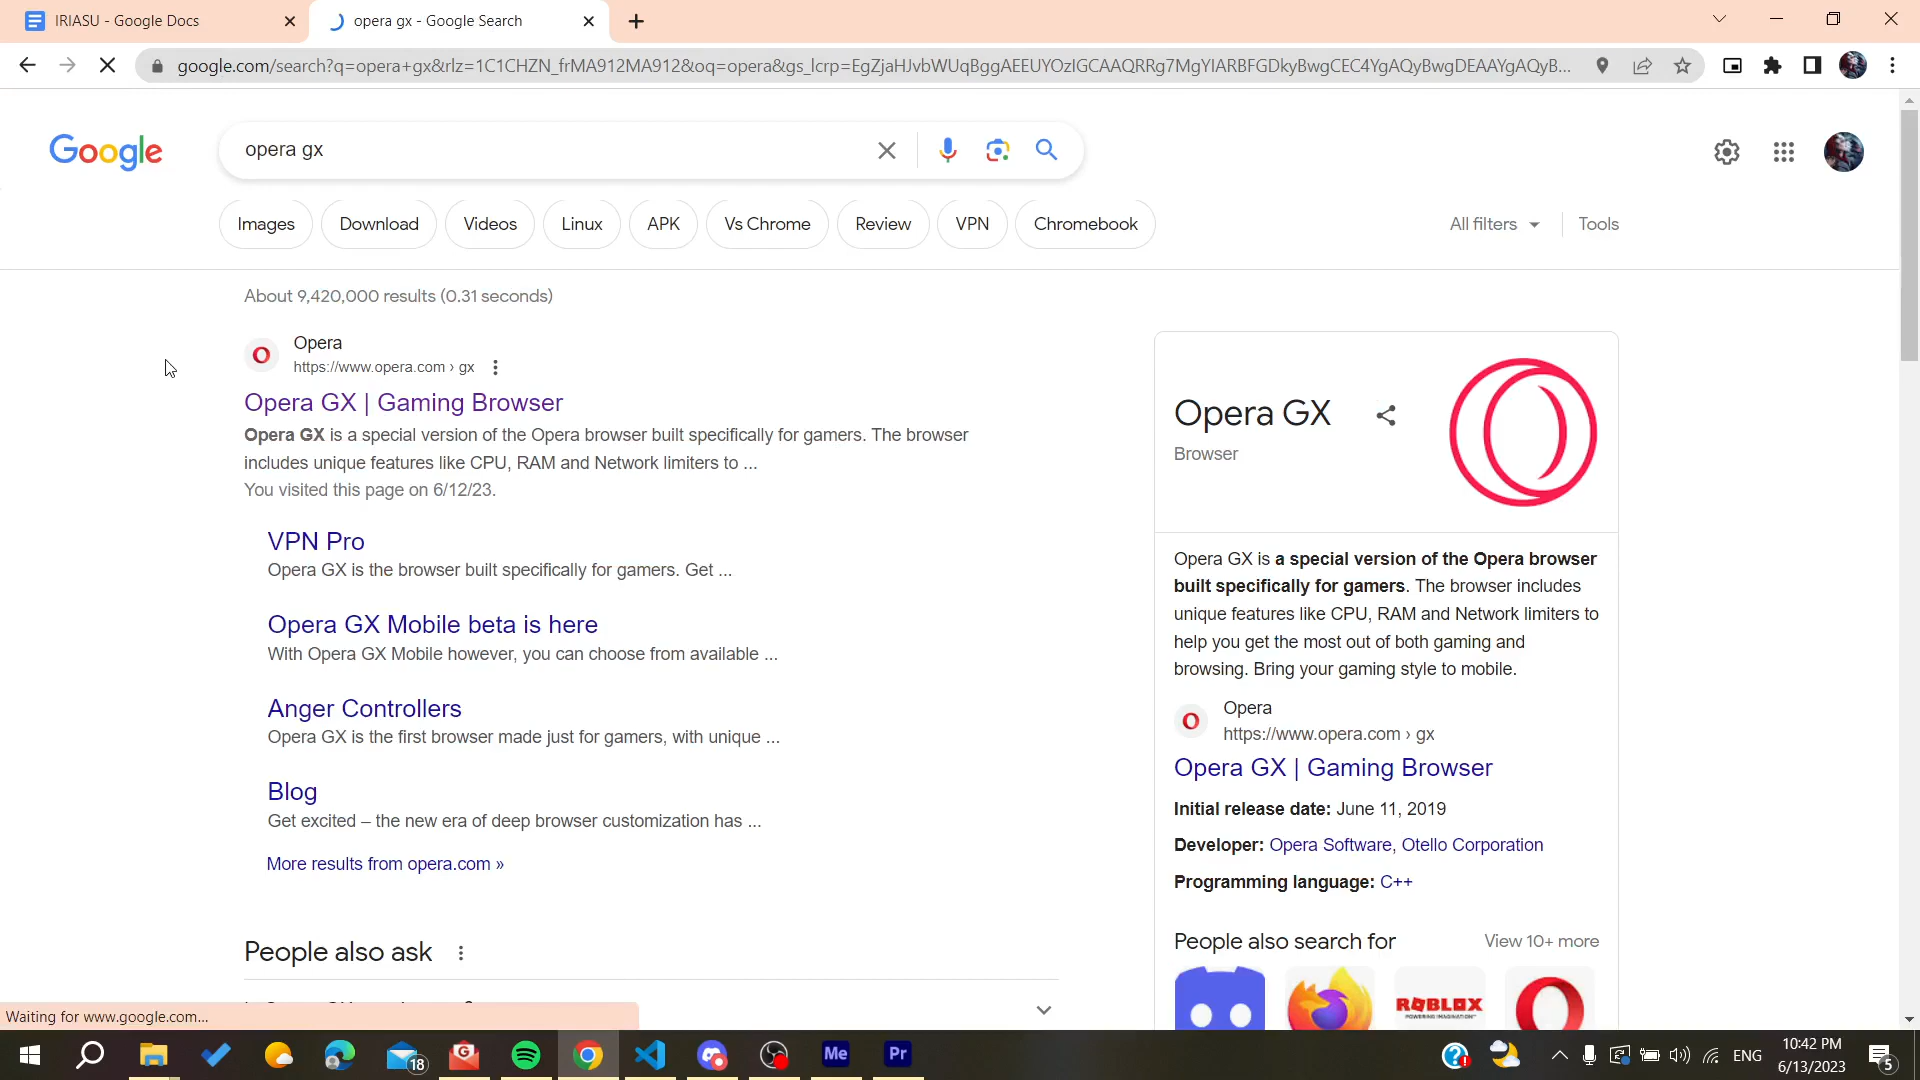 IRIASU - Google Docs
opera gx - Google Search
google.com/search?q=opera+gx&rlz=1C1CHZN_frMA912MA912&oq=opera&gs_lcrp=EgZjaHJvbWUqBggAEEUYOzIGCAAQRRg7MgYIARBFGDkyBwgCEC4YgAQyBwgDEAAYgAQyB...
Google
opera gx
Images
Download
Videos
Linux
APK
Vs Chrome
Review
VPN
Chromebook
All filters
Tools
About 9,420,000 results (0.31 seconds)
Opera
https://www.opera.com › gx
Opera GX | Gaming Browser
Opera GX is a special version of the Opera browser built specifically for gamers. The browser
includes unique features like CPU, RAM and Network limiters to ...
You visited this page on 6/12/23.
VPN Pro
Opera GX is the browser built specifically for gamers. Get ...
Opera GX Mobile beta is here
With Opera GX Mobile however, you can choose from available ...
Anger Controllers
Opera GX is the first browser made just for gamers, with unique ...
Blog
Get excited – the new era of deep browser customization has ...
More results from opera.com »
People also ask
Opera GX
Browser
Opera GX is a special version of the Opera browser
built specifically for gamers. The browser includes
unique features like CPU, RAM and Network limiters to
help you get the most out of both gaming and
browsing. Bring your gaming style to mobile.
Opera
https://www.opera.com › gx
Opera GX | Gaming Browser
Initial release date: June 11, 2019
Developer: Opera Software, Otello Corporation
Programming language: C++
People also search for
View 10+ more
ROBLOX
POWERING IMAGINATION
Waiting for www.google.com...
18
G
Me
Pr
ENG
10:42 PM
6/13/2023
5